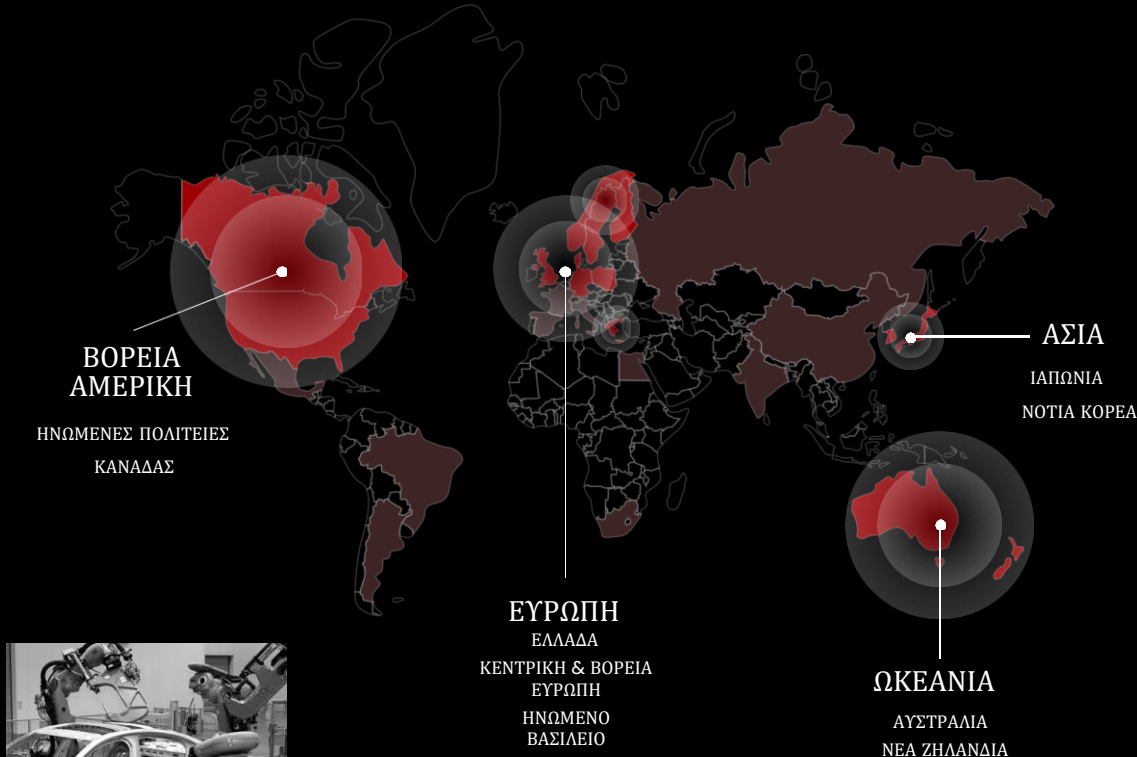 ΒΟΡΕΙΑ
ΑΜΕΡΙΚΗ
ΗΝΩΜΕΝΕΣ ΠΟΛΙΤΕΙΕΣ
ΚΑΝΑΔΑΣ
ΕΥΡΩΠΗ
ΕΛΛΑΔΑ
ΚΕΝΤΡΙΚΗ & ΒΟΡΕΙΑ
ΕΥΡΩΠΗ
ΗΝΩΜΕΝΟ
ΒΑΣΙΛΕΙΟ
ΑΣΙΑ
ΙΑΠΩΝΙΑ
ΝΟΤΙΑ ΚΟΡΕΑ
ΩΚΕΑΝΙΑ
ΑΥΣΤΡΑΛΙΑ
ΝΕΑ ΖΗΛΑΝΔΙΑ